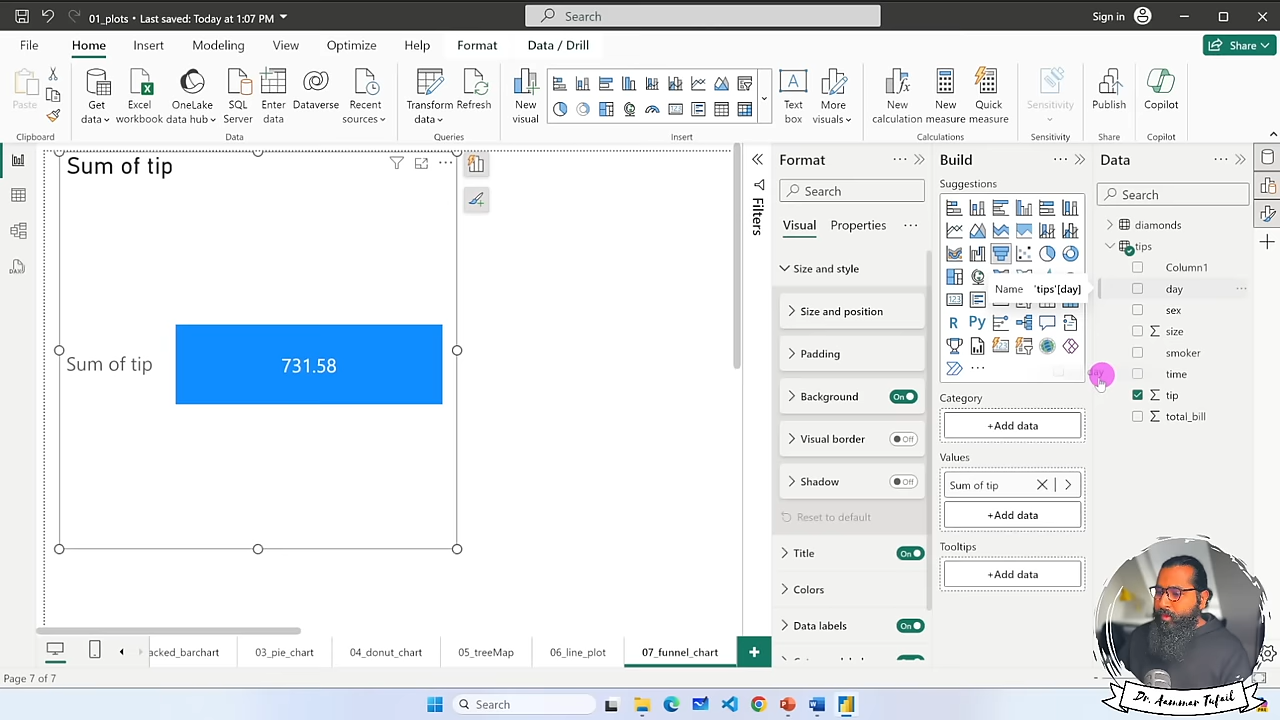 01_plots • Last saved: Today at 1:07 PM
Search
Sign in
File
Home
Insert
Modeling
View
Optimize
Help
Format
Data / Drill
Share
Paste
Get data
Excel workbook
OneLake data hub
SQL Server
Enter data
Dataverse
Recent sources
Transform data
Refresh
New visual
Text box
More visuals
New calculation
New measure
Quick measure
Sensitivity
Publish
Copilot
Clipboard
Data
Queries
Insert
Calculations
Sensitivity
Share
Copilot
Sum of tip
Sum of tip
731.58
Filters
Format
Search
Visual
Properties
Size and style
Size and position
Padding
Background
On
Visual border
Off
Shadow
Off
Reset to default
Title
On
Colors
Data labels
On
Build
Suggestions
Name 'tips'[day]
R
Py
day
Category
+Add data
Values
Sum of tip
+Add data
Tooltips
+Add data
Data
Search
diamonds
tips
Column1
day
sex
size
smoker
time
tip
total_bill
acked_barchart
03_pie_chart
04_donut_chart
05_treeMap
06_line_plot
07_funnel_chart
Page 7 of 7
Search
Dr. Aammar Tufail